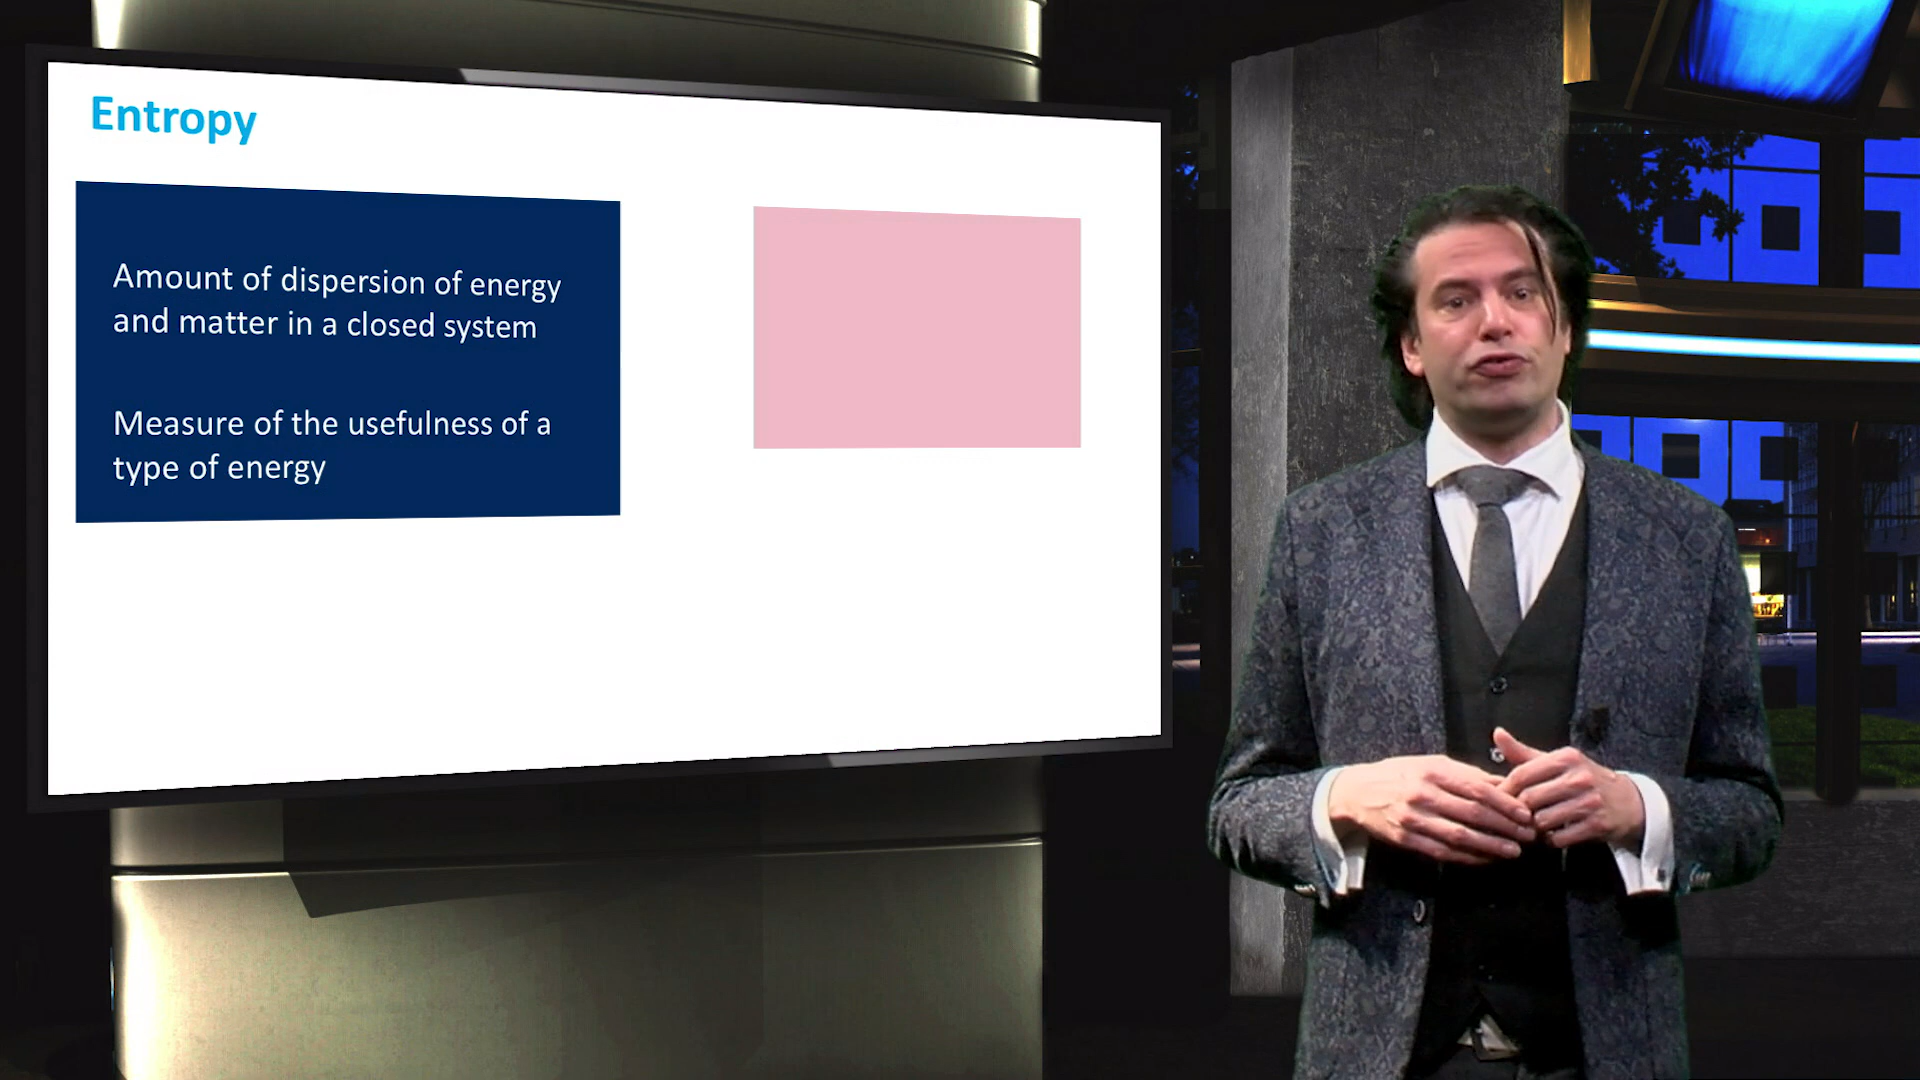 Entropy
Amount of dispersion of energy
and matter in a closed system
Measure of the usefulness of a
type of energy